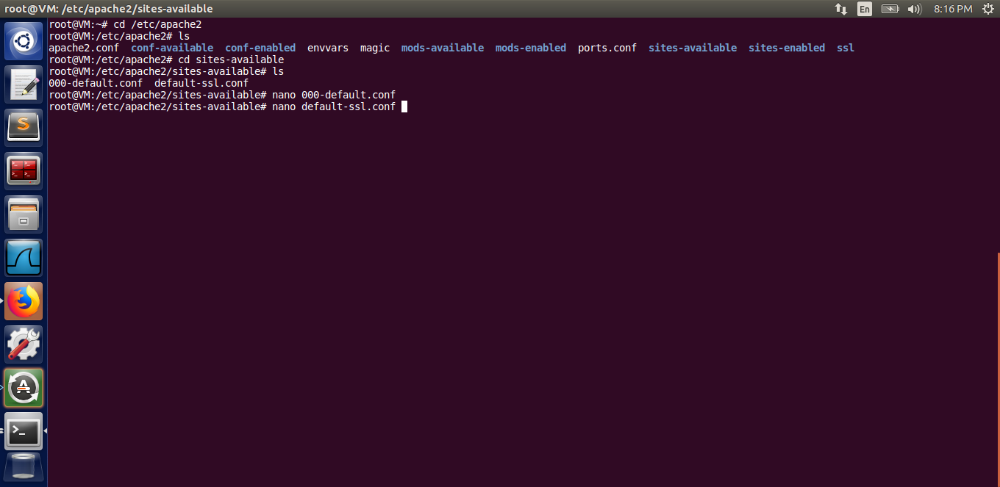 root@VM: /etc/apache2/sites-available
En
8:16 PM
root@VM:~# cd /etc/apache2
root@VM:/etc/apache2# ls
apache2.conf  conf-available  conf-enabled  envvars  magic  mods-available  mods-enabled  ports.conf  sites-available  sites-enabled  ssl
root@VM:/etc/apache2# cd sites-available
root@VM:/etc/apache2/sites-available# ls
000-default.conf  default-ssl.conf
root@VM:/etc/apache2/sites-available# nano 000-default.conf
root@VM:/etc/apache2/sites-available# nano default-ssl.conf